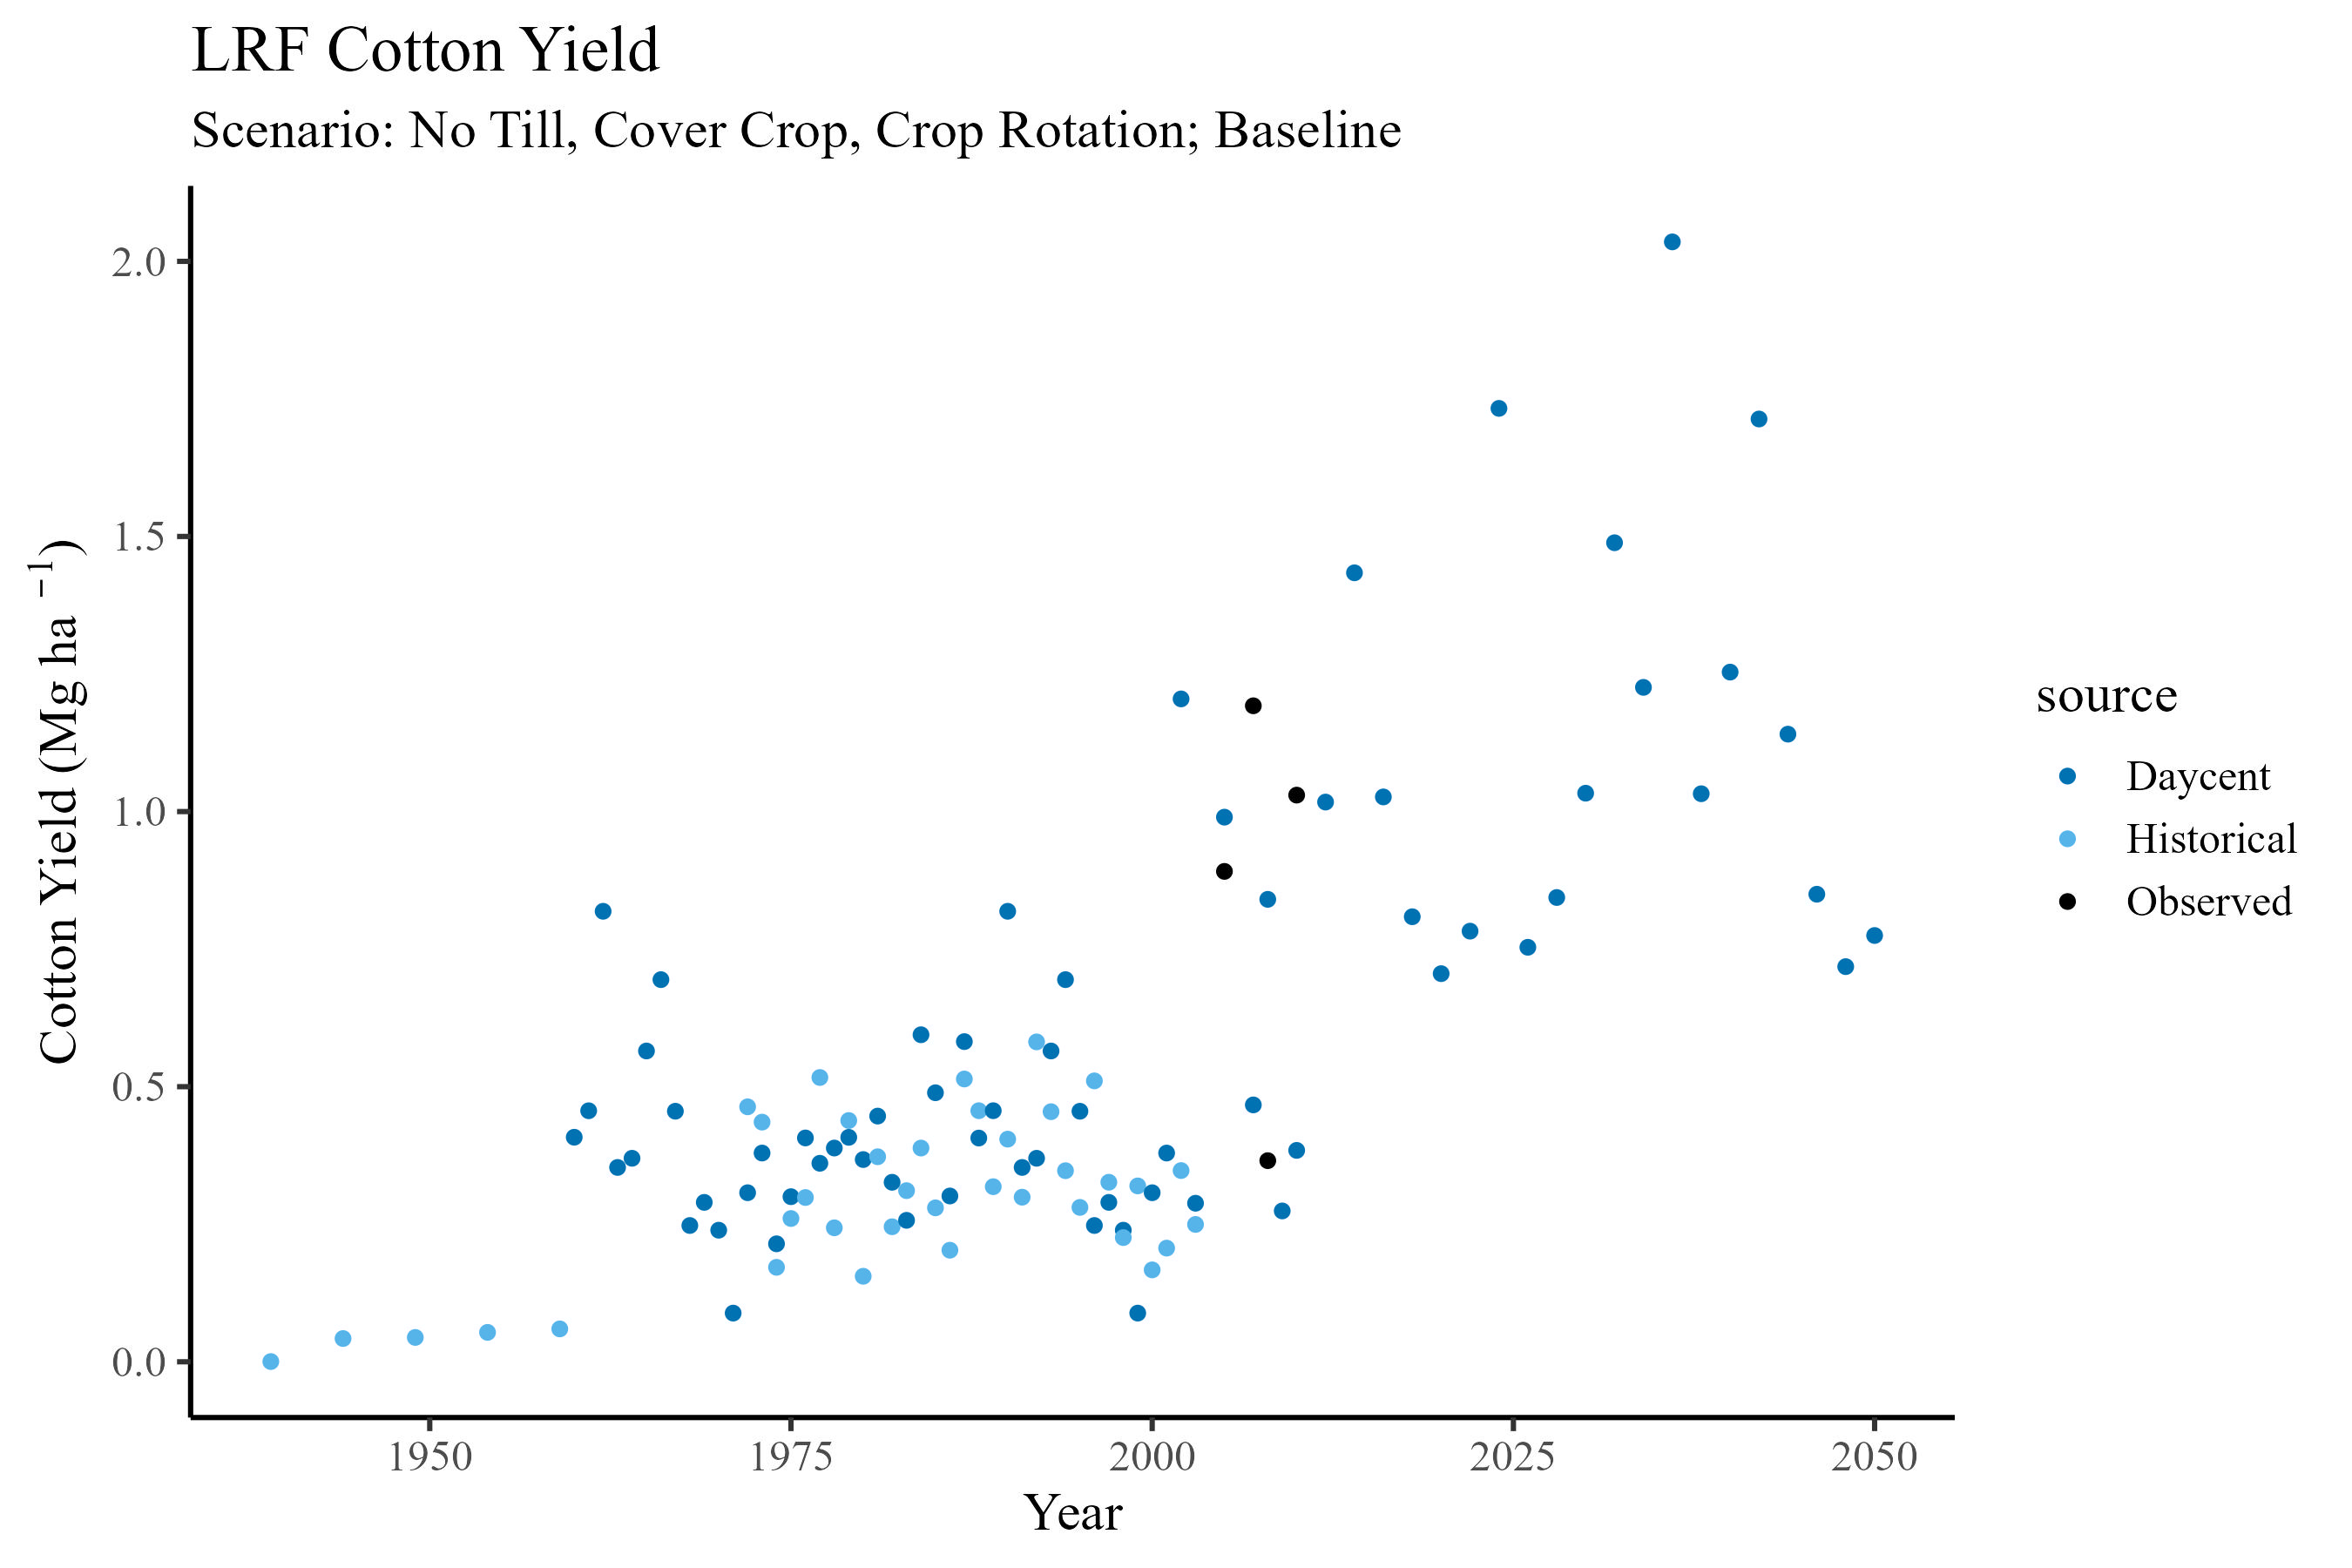 LRF Cotton Yield
Scenario: No Till, Cover Crop, Crop Rotation; Baseline
Cotton Yield (Mg ha ⁻¹)
2.0
1.5
1.0
0.5
0.0
1950 1975 2000 2025 2050
Year
source
Daycent
Historical
Observed